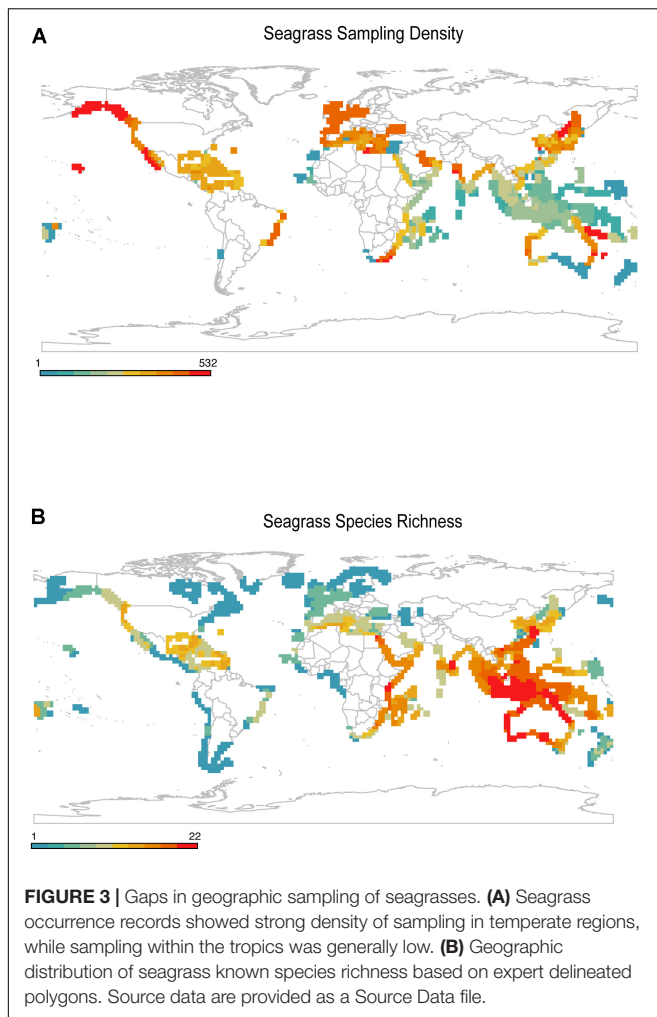 A
Seagrass Sampling Density
1 532
B
Seagrass Species Richness
1 22
FIGURE 3 | Gaps in geographic sampling of seagrasses. (A) Seagrass
occurrence records showed strong density of sampling in temperate regions,
while sampling within the tropics was generally low. (B) Geographic
distribution of seagrass known species richness based on expert delineated
polygons. Source data are provided as a Source Data file.